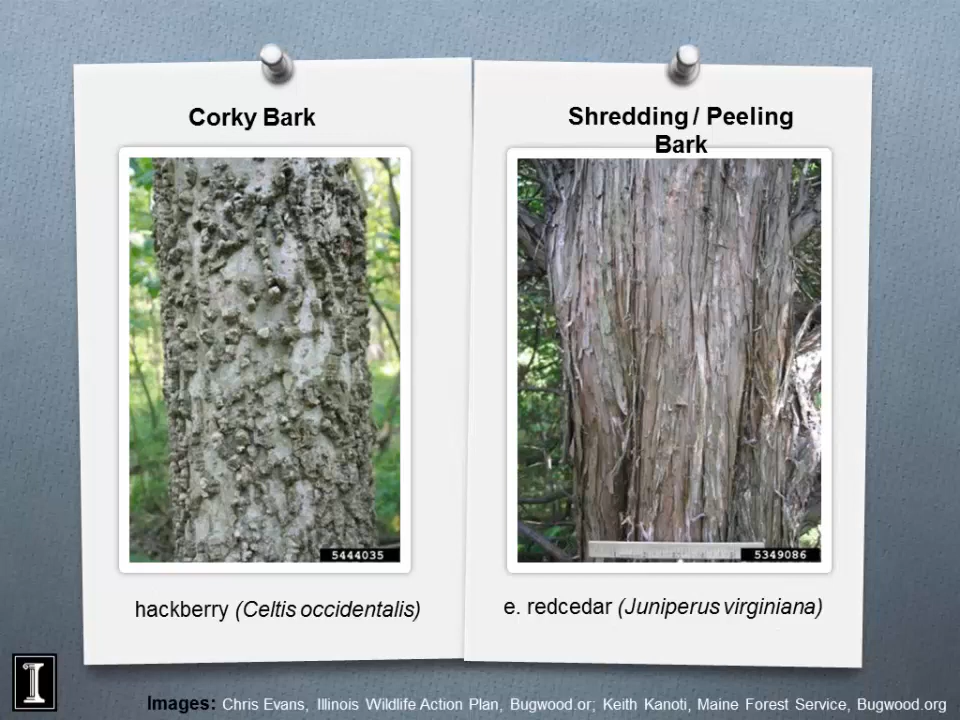 Corky Bark
Shredding / Peeling
Bark
5444035
5349086
hackberry (Celtis occidentalis)
e. redcedar (Juniperus virginiana)
I
Images: Chris Evans, Illinois Wildlife Action Plan, Bugwood.or; Keith Kanoti, Maine Forest Service, Bugwood.org